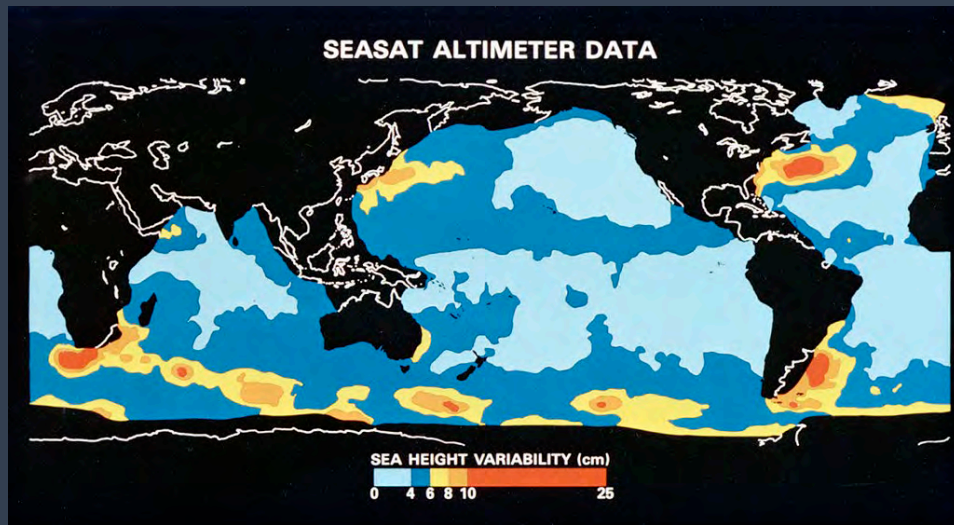 SEASAT ALTIMETER DATA
SEA HEIGHT VARIABILITY (cm)
0 4 6 8 10 25